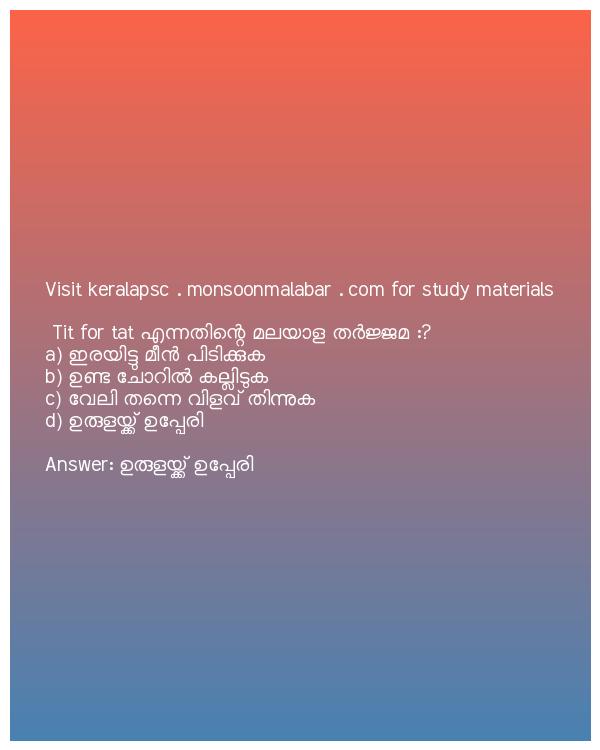 Visit keralapsc . monsoonmalabar . com for study materials
Tit for tat എന്നതിന്റെ മലയാള തർജ്ജമ :?
a) ഇരയിട്ടു മീൻ പിടിക്കുക
b) ഉണ്ട ചോറിൽ കല്ലിടുക
c) വേലി തന്നെ വിളവ് തിന്നുക
d) ഉരുളയ്ക്ക് ഉപ്പേരി
Answer: ഉരുളയ്ക്ക് ഉപ്പേരി